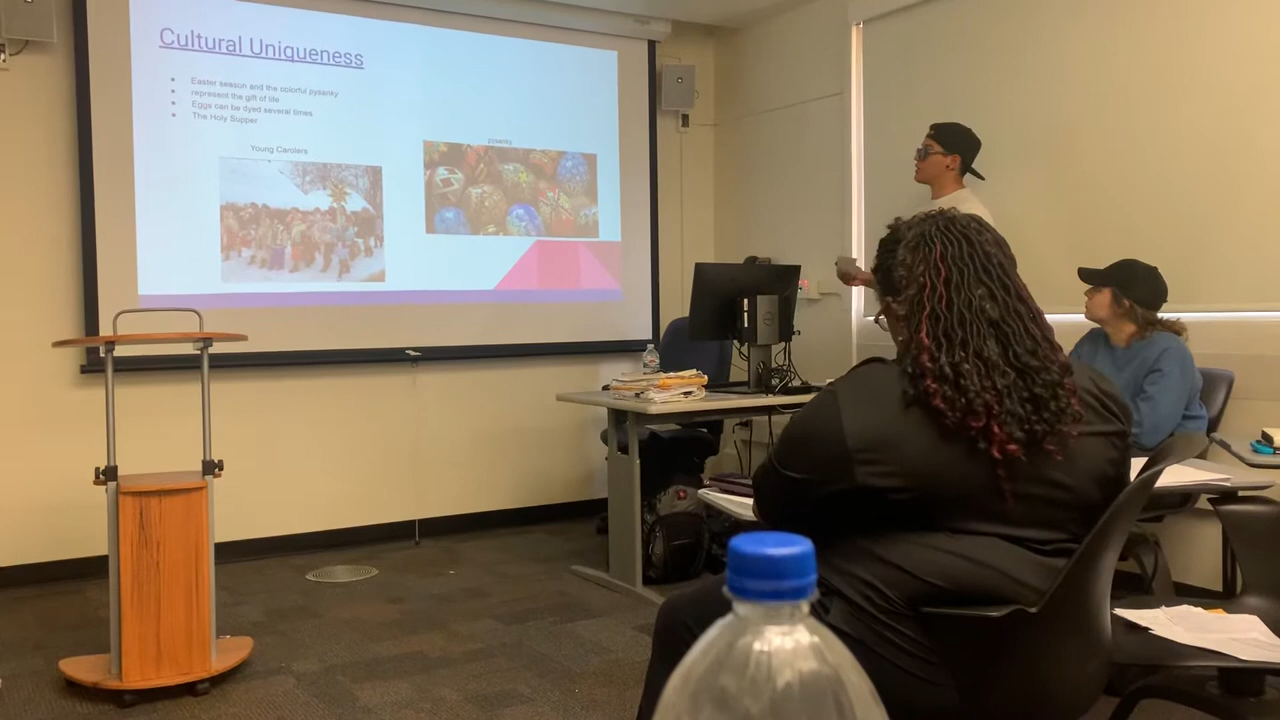 Cultural Uniqueness
Easter season and the colorful pysanky
represent the gift of life
Eggs can be dyed several times
The Holy Supper
Young Carolers
pysanky